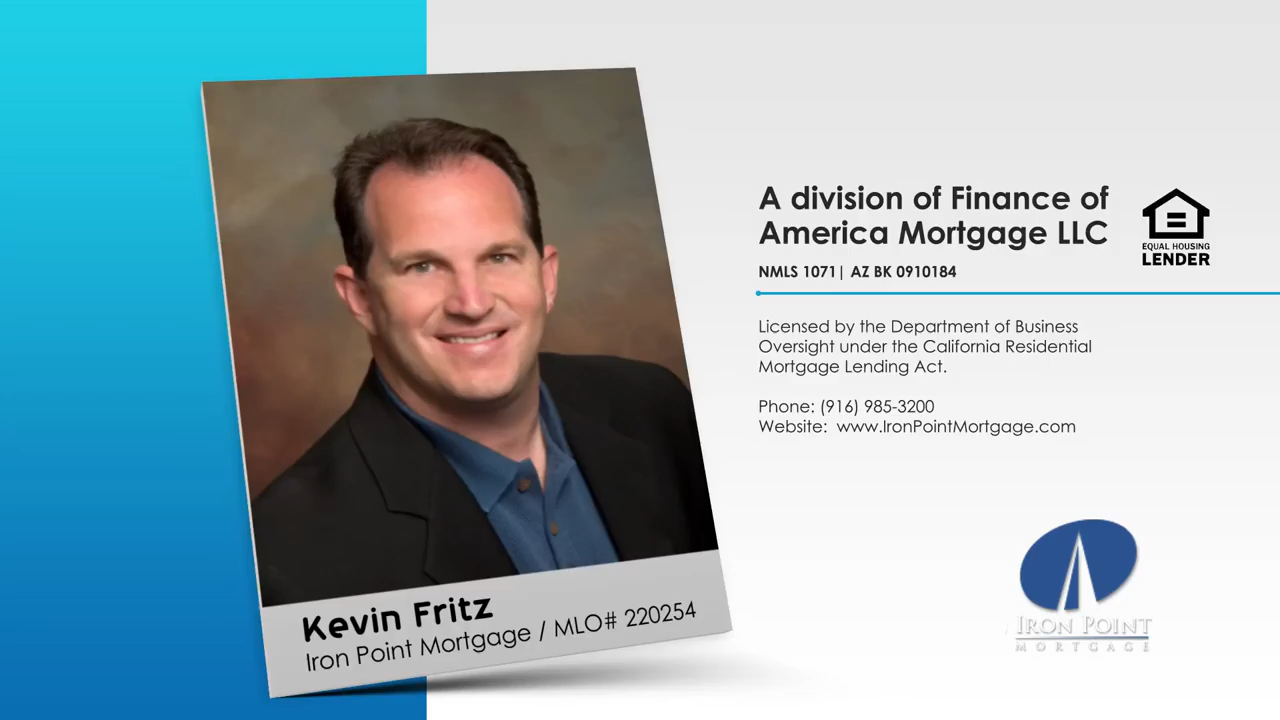 A division of Finance of
America Mortgage LLC
EQUAL HOUSING
LENDER
NMLS 1071| AZ BK 0910184
Licensed by the Department of Business
Oversight under the California Residential
Mortgage Lending Act.
Phone: (916) 985-3200
Website:  www.IronPointMortgage.com
Kevin Fritz
Iron Point Mortgage / MLO# 220254
IRON POINT
MORTGAGE